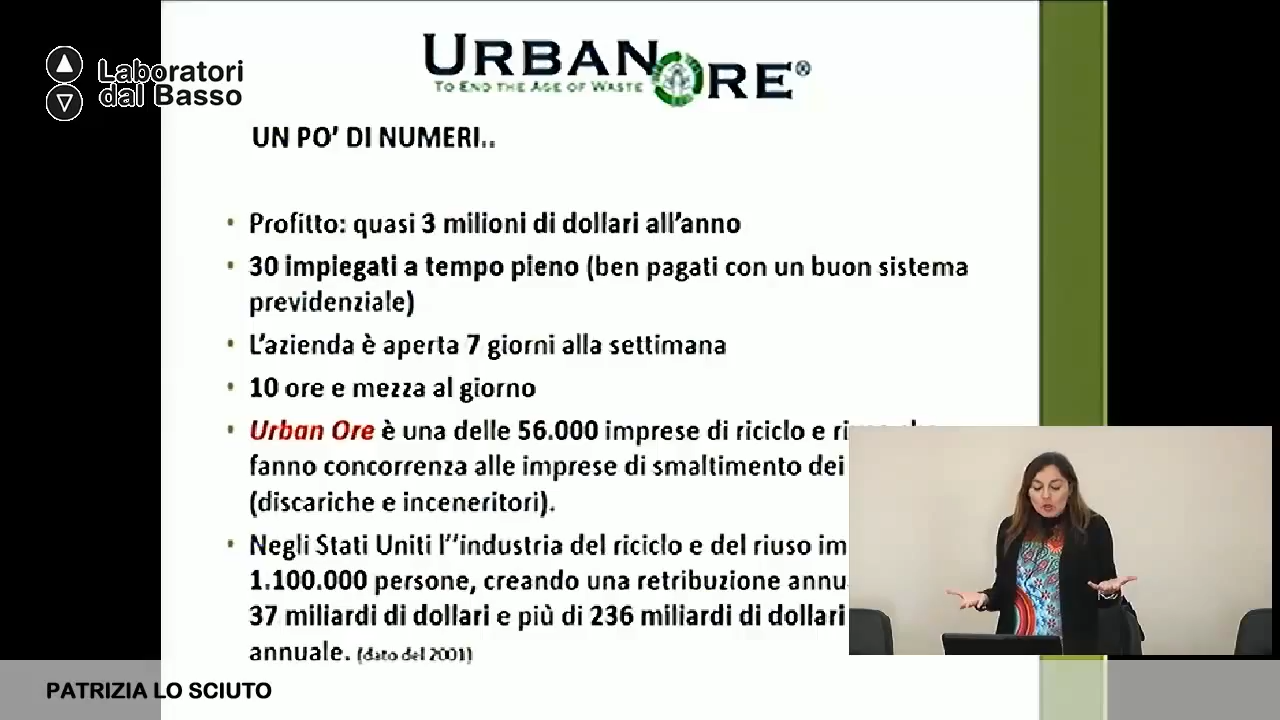 URBAN ORE®
TO END THE AGE OF WASTE
Laboratori
dal Basso
UN PO' DI NUMERI..
• Profitto: quasi 3 milioni di dollari all'anno
• 30 impiegati a tempo pieno (ben pagati con un buon sistema
previdenziale)
• L'azienda è aperta 7 giorni alla settimana
• 10 ore e mezza al giorno
• Urban Ore è una delle 56.000 imprese di riciclo e
fanno concorrenza alle imprese di smaltimento dei
(discariche e inceneritori).
• Negli Stati Uniti l''industria del riciclo e del riuso im
1.100.000 persone, creando una retribuzione annu
37 miliardi di dollari e più di 236 miliardi di dollari
annuale. (dato del 2001)
PATRIZIA LO SCIUTO